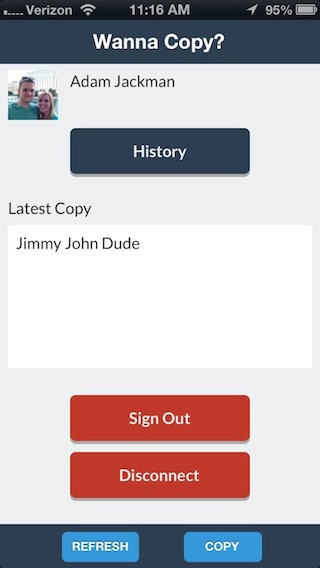 Verizon 11:16 AM 95%
Wanna Copy?
Adam Jackman
History
Latest Copy
Jimmy John Dude
Sign Out
Disconnect
REFRESH COPY